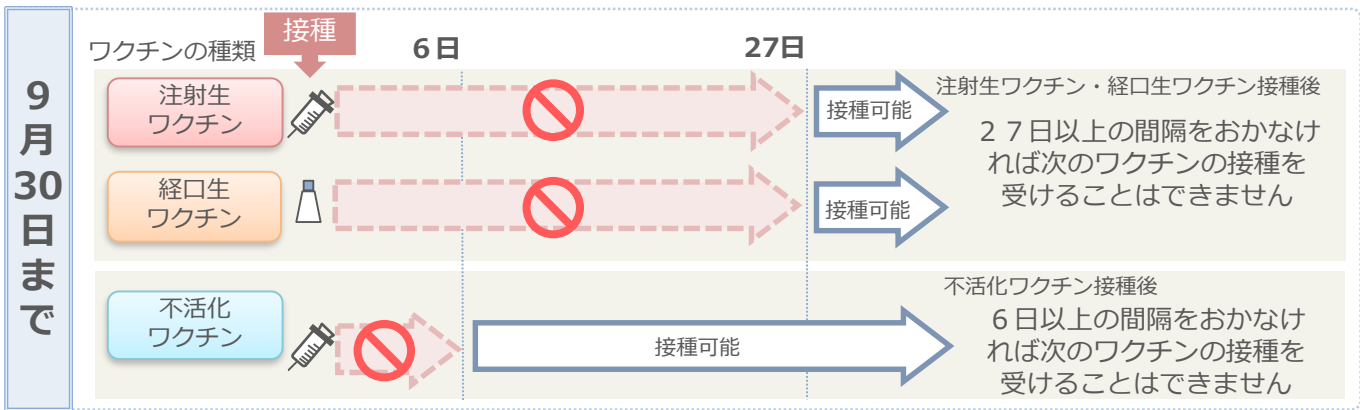 9
月
30
日
ま
で
ワクチンの種類
接種
6日
27日
注射生
ワクチン
接種可能
注射生ワクチン・経口生ワクチン接種後
２７日以上の間隔をおかなけ
れば次のワクチンの接種を
受けることはできません
経口生
ワクチン
接種可能
不活化
ワクチン
接種可能
不活化ワクチン接種後
６日以上の間隔をおかなけ
れば次のワクチンの接種を
受けることはできません